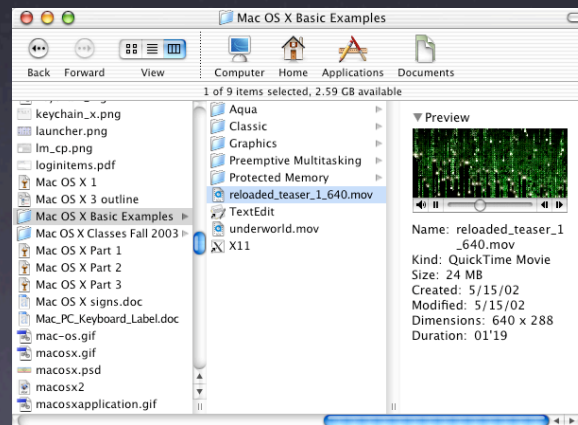 Mac OS X Basic Examples
Back
Forward
View
Computer
Home
Applications
Documents
1 of 9 items selected, 2.59 GB available
keychain_x.png
launcher.png
lm_cp.png
loginitems.pdf
Mac OS X 1
Mac OS X 3 outline
Mac OS X Basic Examples
Mac OS X Classes Fall 2003
Mac OS X Part 1
Mac OS X Part 2
Mac OS X Part 3
Mac OS X signs.doc
Mac_PC_Keyboard_Label.doc
mac-os.gif
macosx.gif
macosx.psd
macosx2
macosxapplication.gif
Aqua
Classic
Graphics
Preemptive Multitasking
Protected Memory
reloaded_teaser_1_640.mov
TextEdit
underworld.mov
X11
Preview
Name: reloaded_teaser_1
_640.mov
Kind: QuickTime Movie
Size: 24 MB
Created: 5/15/02
Modified: 5/15/02
Dimensions: 640 x 288
Duration: 01'19